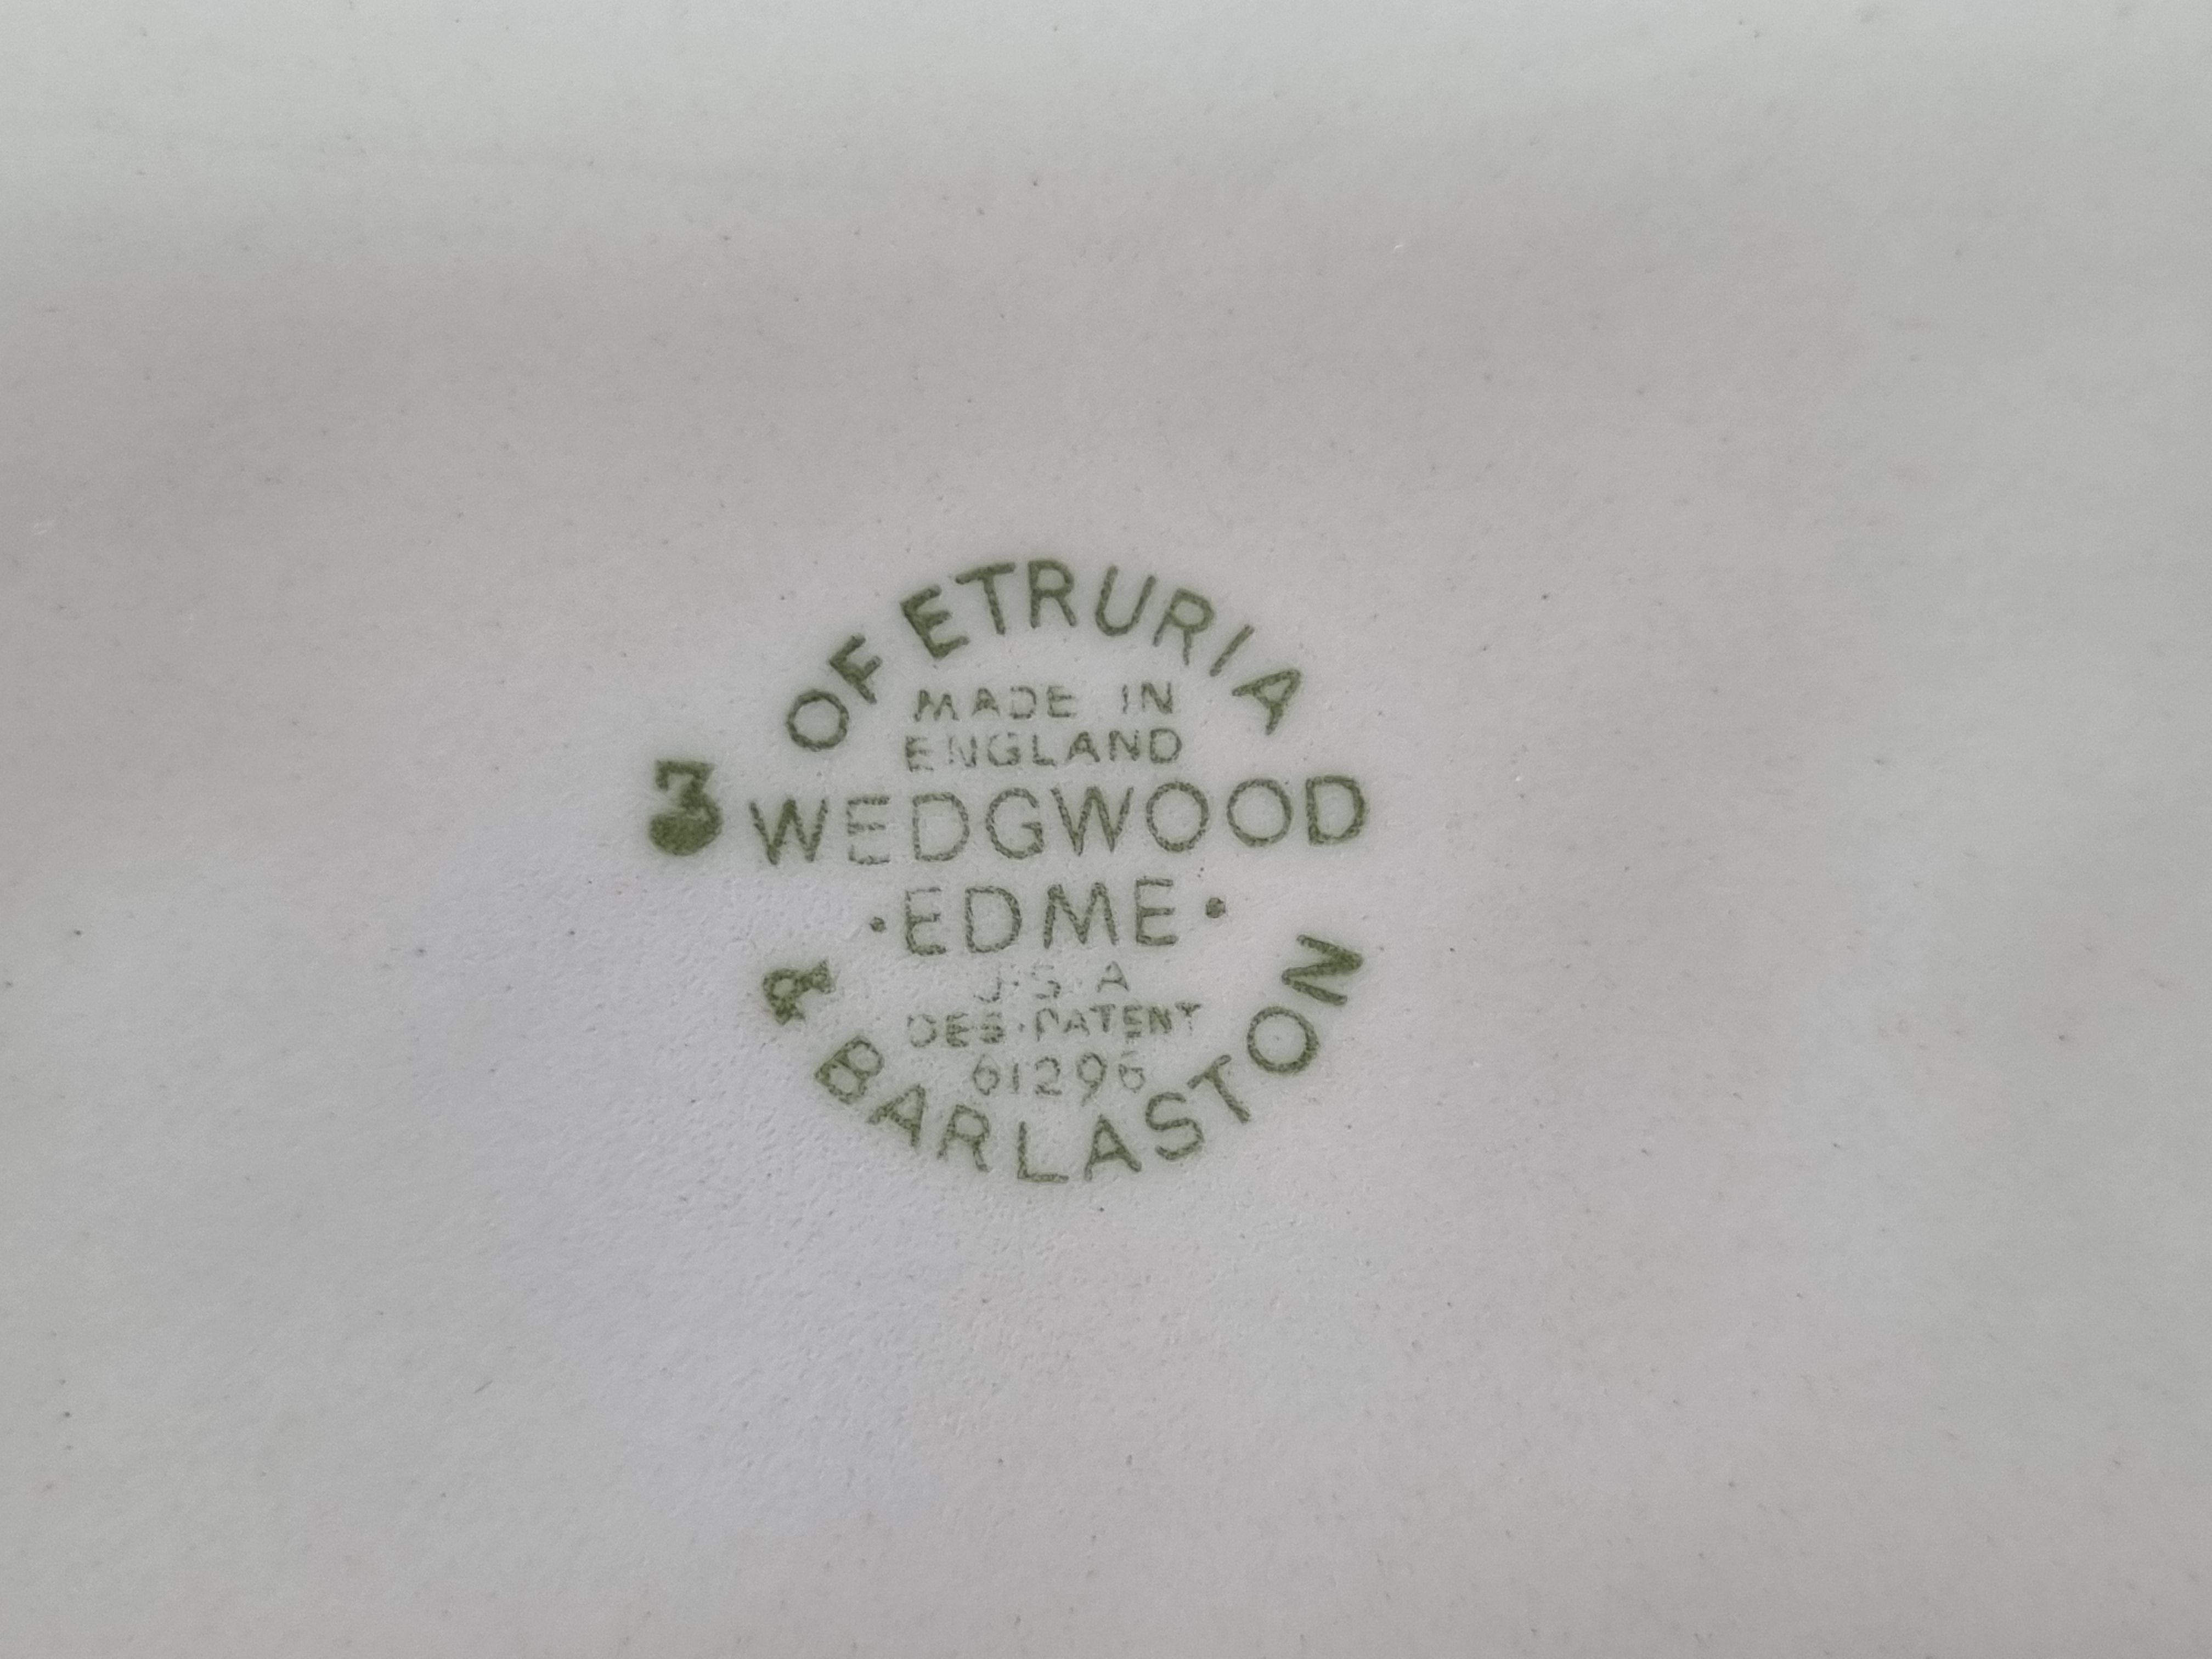 OF ETRURIA
MADE IN
ENGLAND
3 WEDGWOOD
·EDME·
U·S·A
DES·PATENT
61296
& BARLASTON